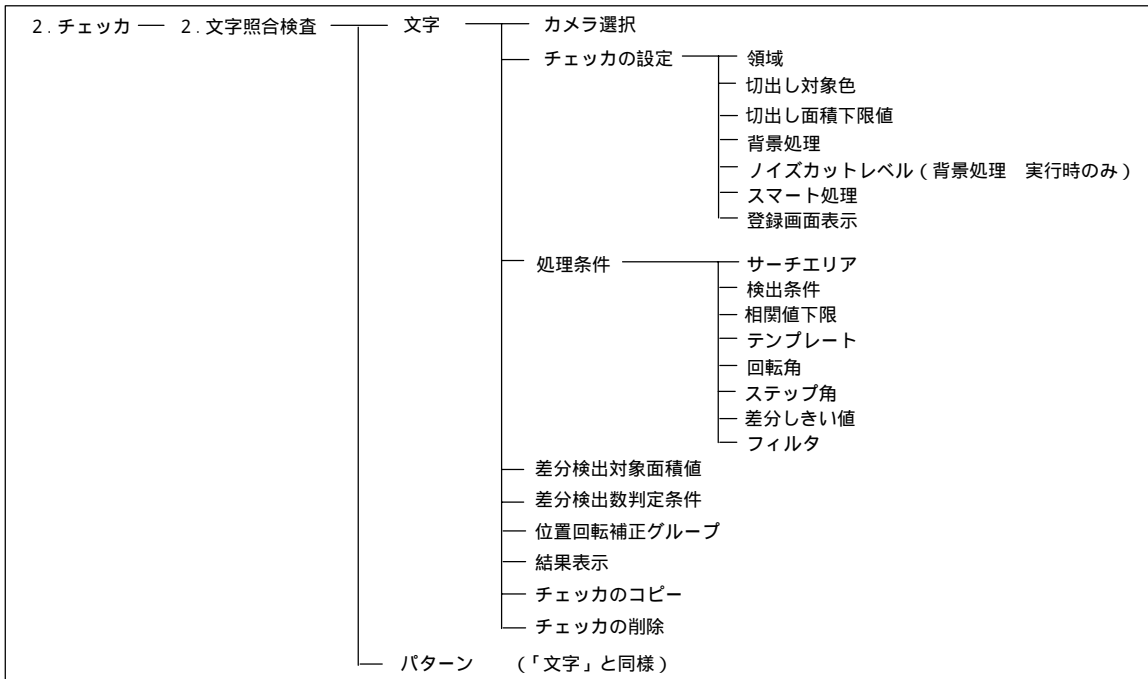 2．チェッカ 2．文字照合検査 文字 カメラ選択
チェッカの設定 領域
切出し対象色
切出し面積下限値
背景処理
ノイズカットレベル（背景処理　実行時のみ）
スマート処理
登録画面表示
処理条件 サーチエリア
検出条件
相関値下限
テンプレート
回転角
ステップ角
差分しきい値
フィルタ
差分検出対象面積値
差分検出数判定条件
位置回転補正グループ
結果表示
チェッカのコピー
チェッカの削除
パターン （「文字」と同様）